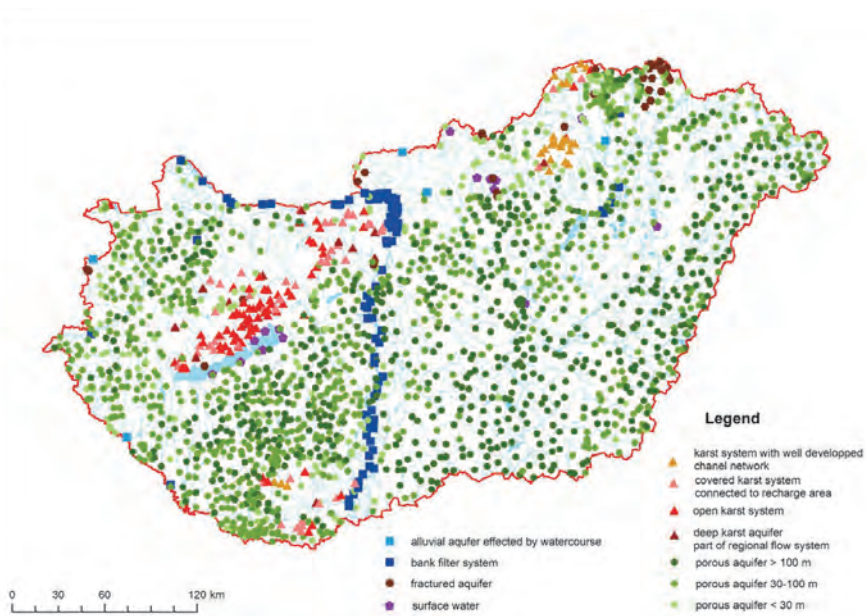 Legend
karst system with well developped
chanel network
covered karst system
connected to recharge area
open karst system
deep karst aquifer
part of regional flow system
porous aquifer > 100 m
porous aquifer 30-100 m
porous aquifer < 30 m
alluvial aqufer effected by watercourse
bank filter system
fractured aquifer
surface water
0 30 60 120 km